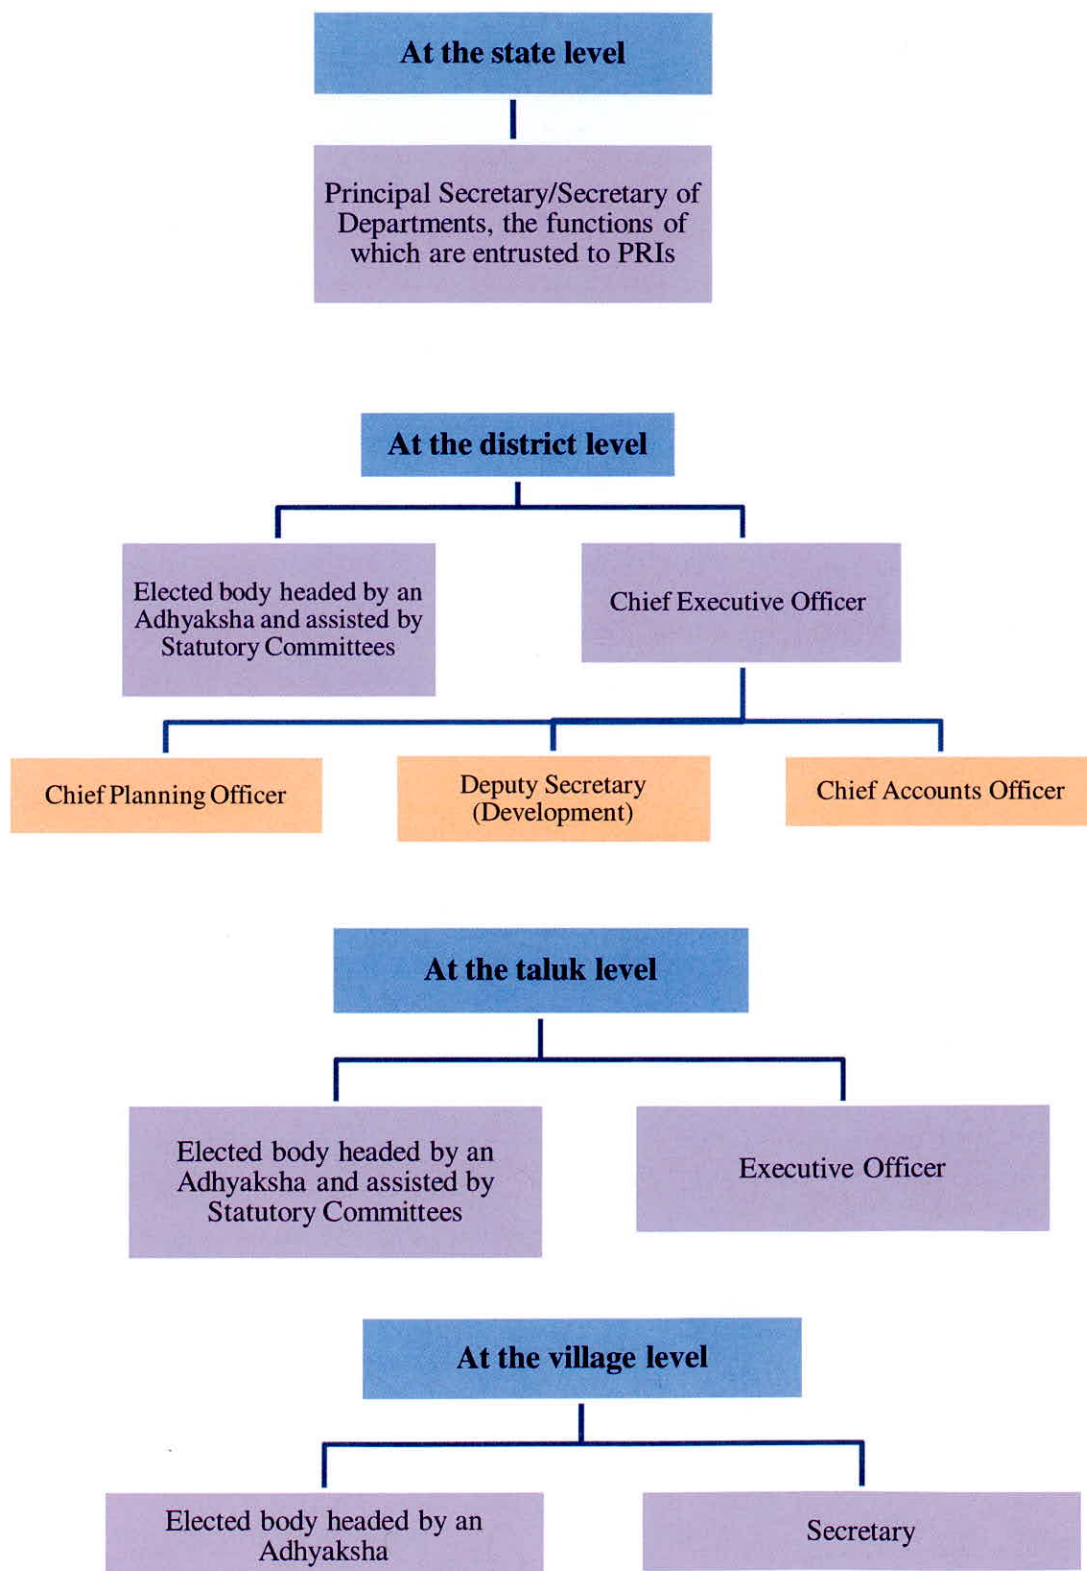 At the state level
Principal Secretary/Secretary of
Departments, the functions of
which are entrusted to PRIs
At the district level
Elected body headed by an
Adhyaksha and assisted by
Statutory Committees
Chief Executive Officer
Chief Planning Officer
Deputy Secretary
(Development)
Chief Accounts Officer
At the taluk level
Elected body headed by an
Adhyaksha and assisted by
Statutory Committees
Executive Officer
At the village level
Elected body headed by an
Adhyaksha
Secretary